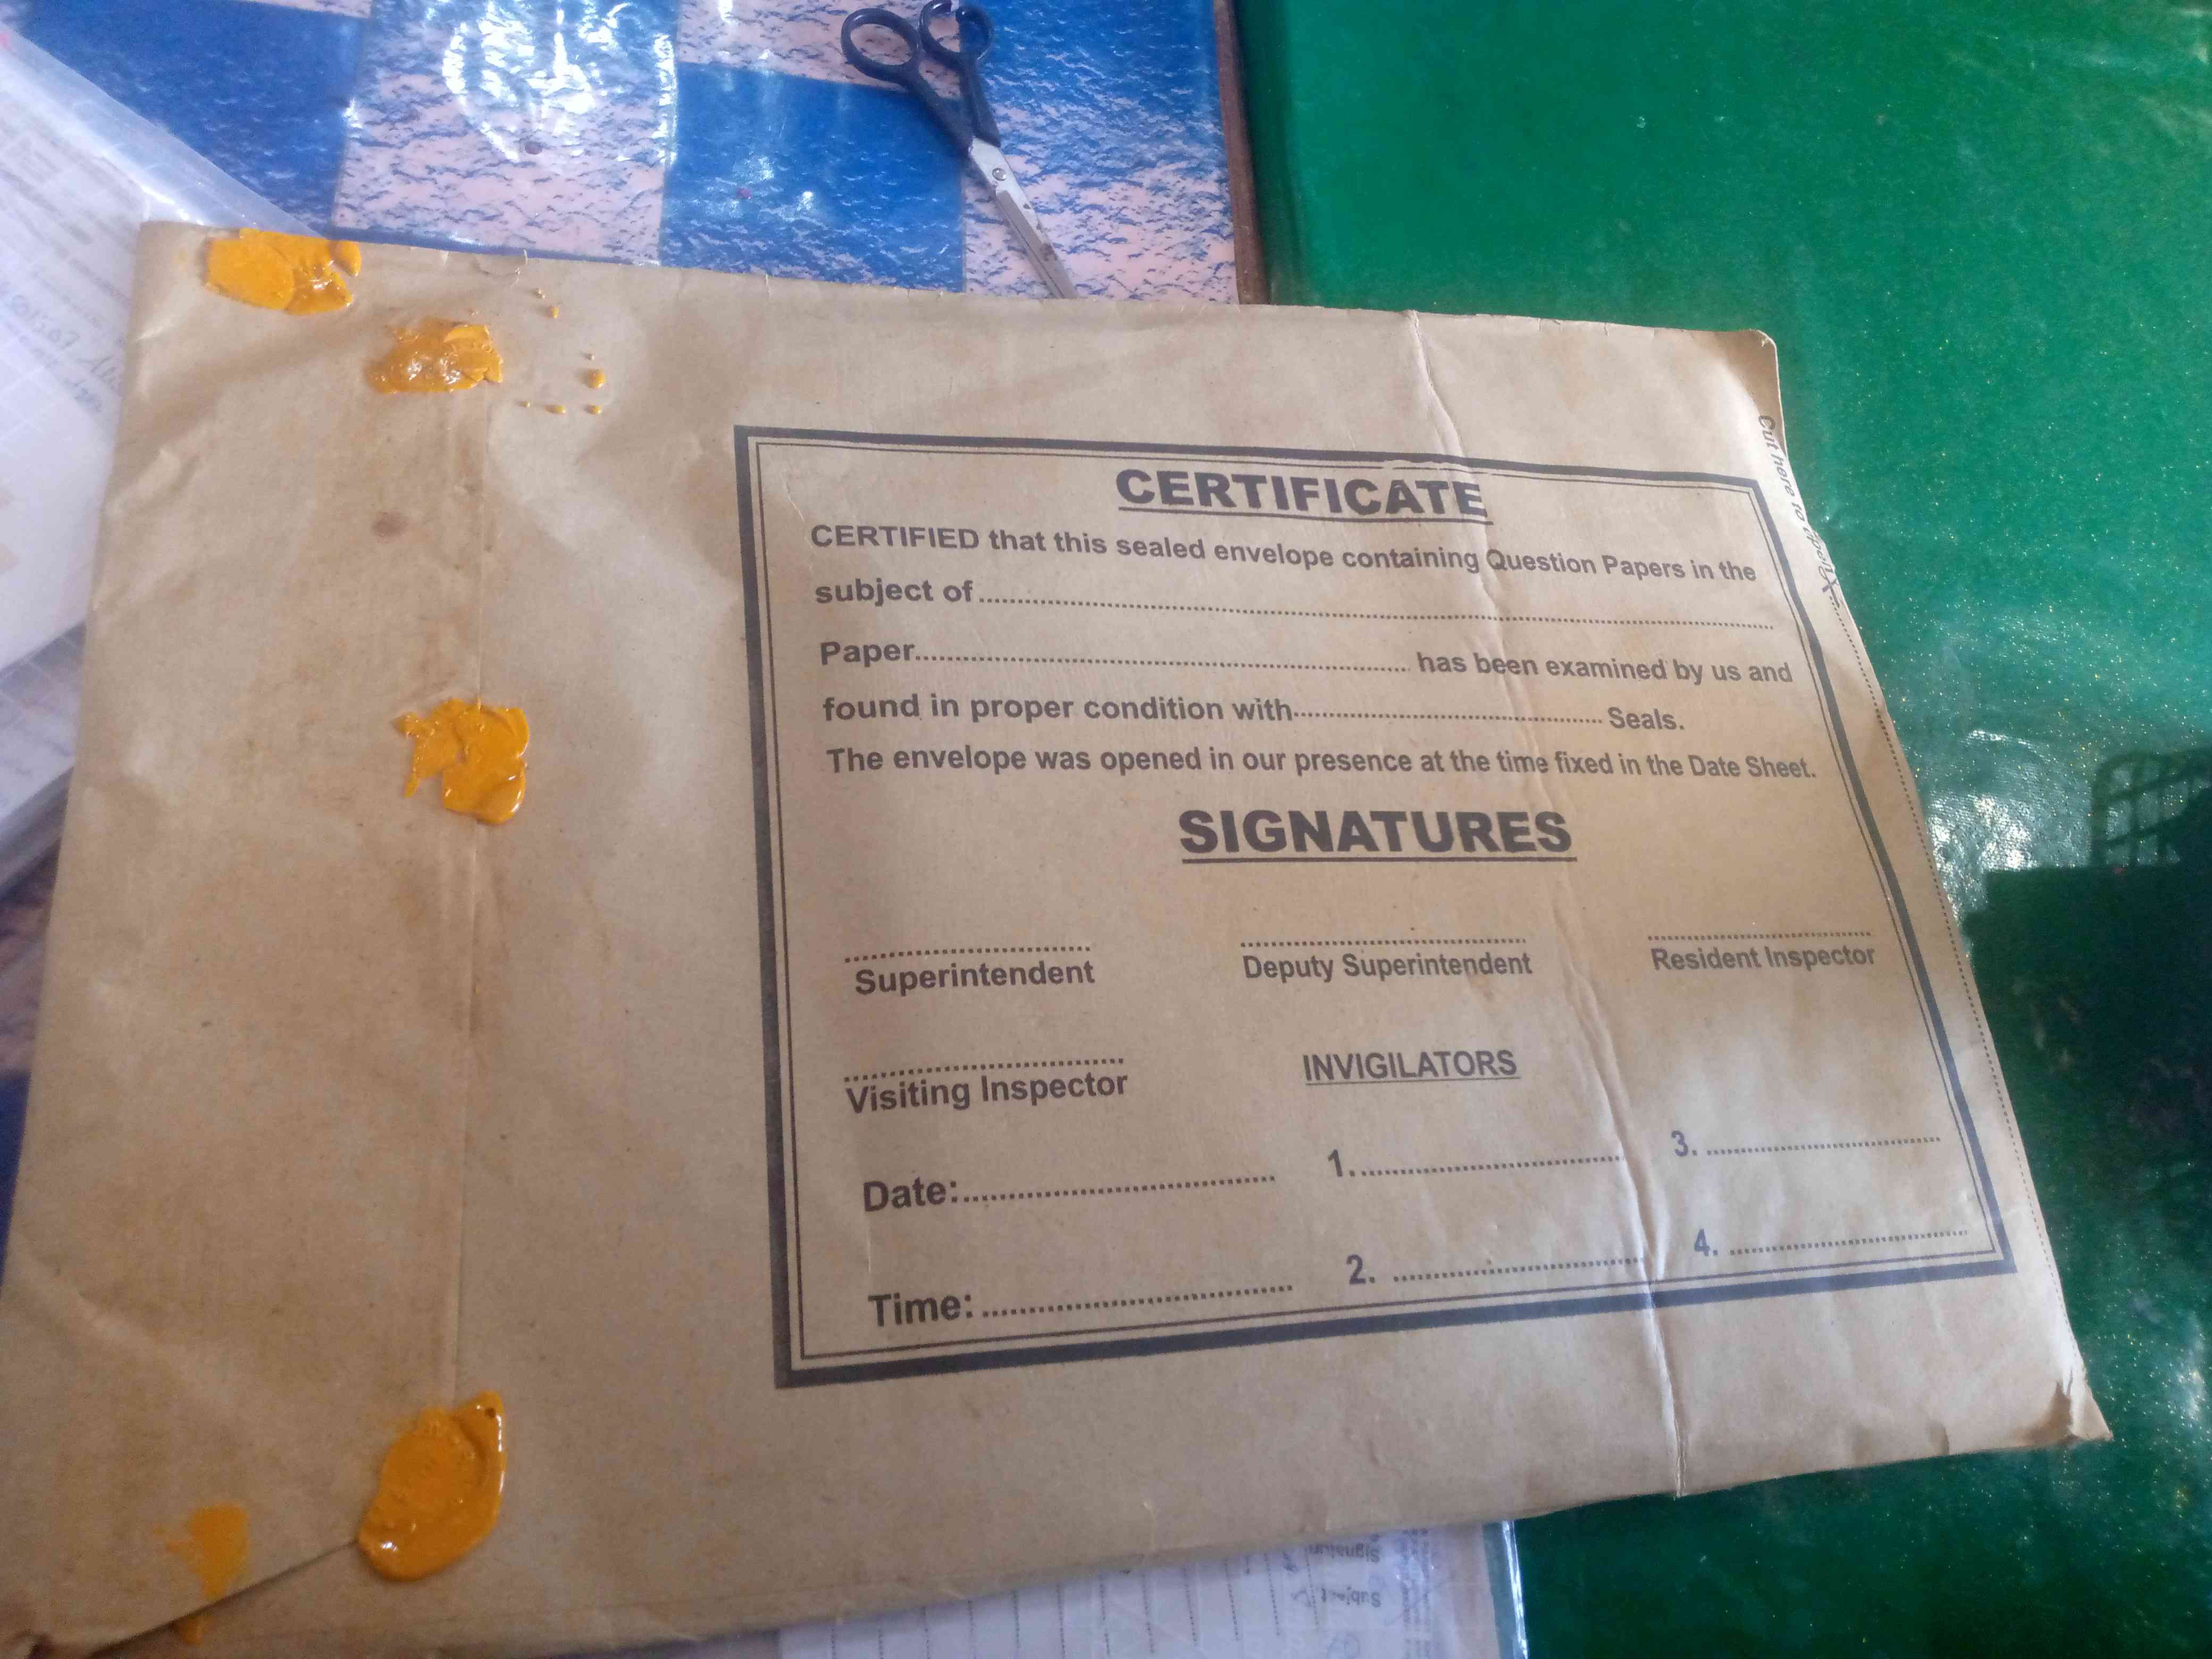 CERTIFICATE
CERTIFIED that this sealed envelope containing Question Papers in the
subject of
Paper has been examined by us and
found in proper condition with Seals.
The envelope was opened in our presence at the time fixed in the Date Sheet.
SIGNATURES
Superintendent
Deputy Superintendent
Resident Inspector
Visiting Inspector
INVIGILATORS
Date:
1.
3.
Time:
2.
4.
Cut here to open
Signature
Subject